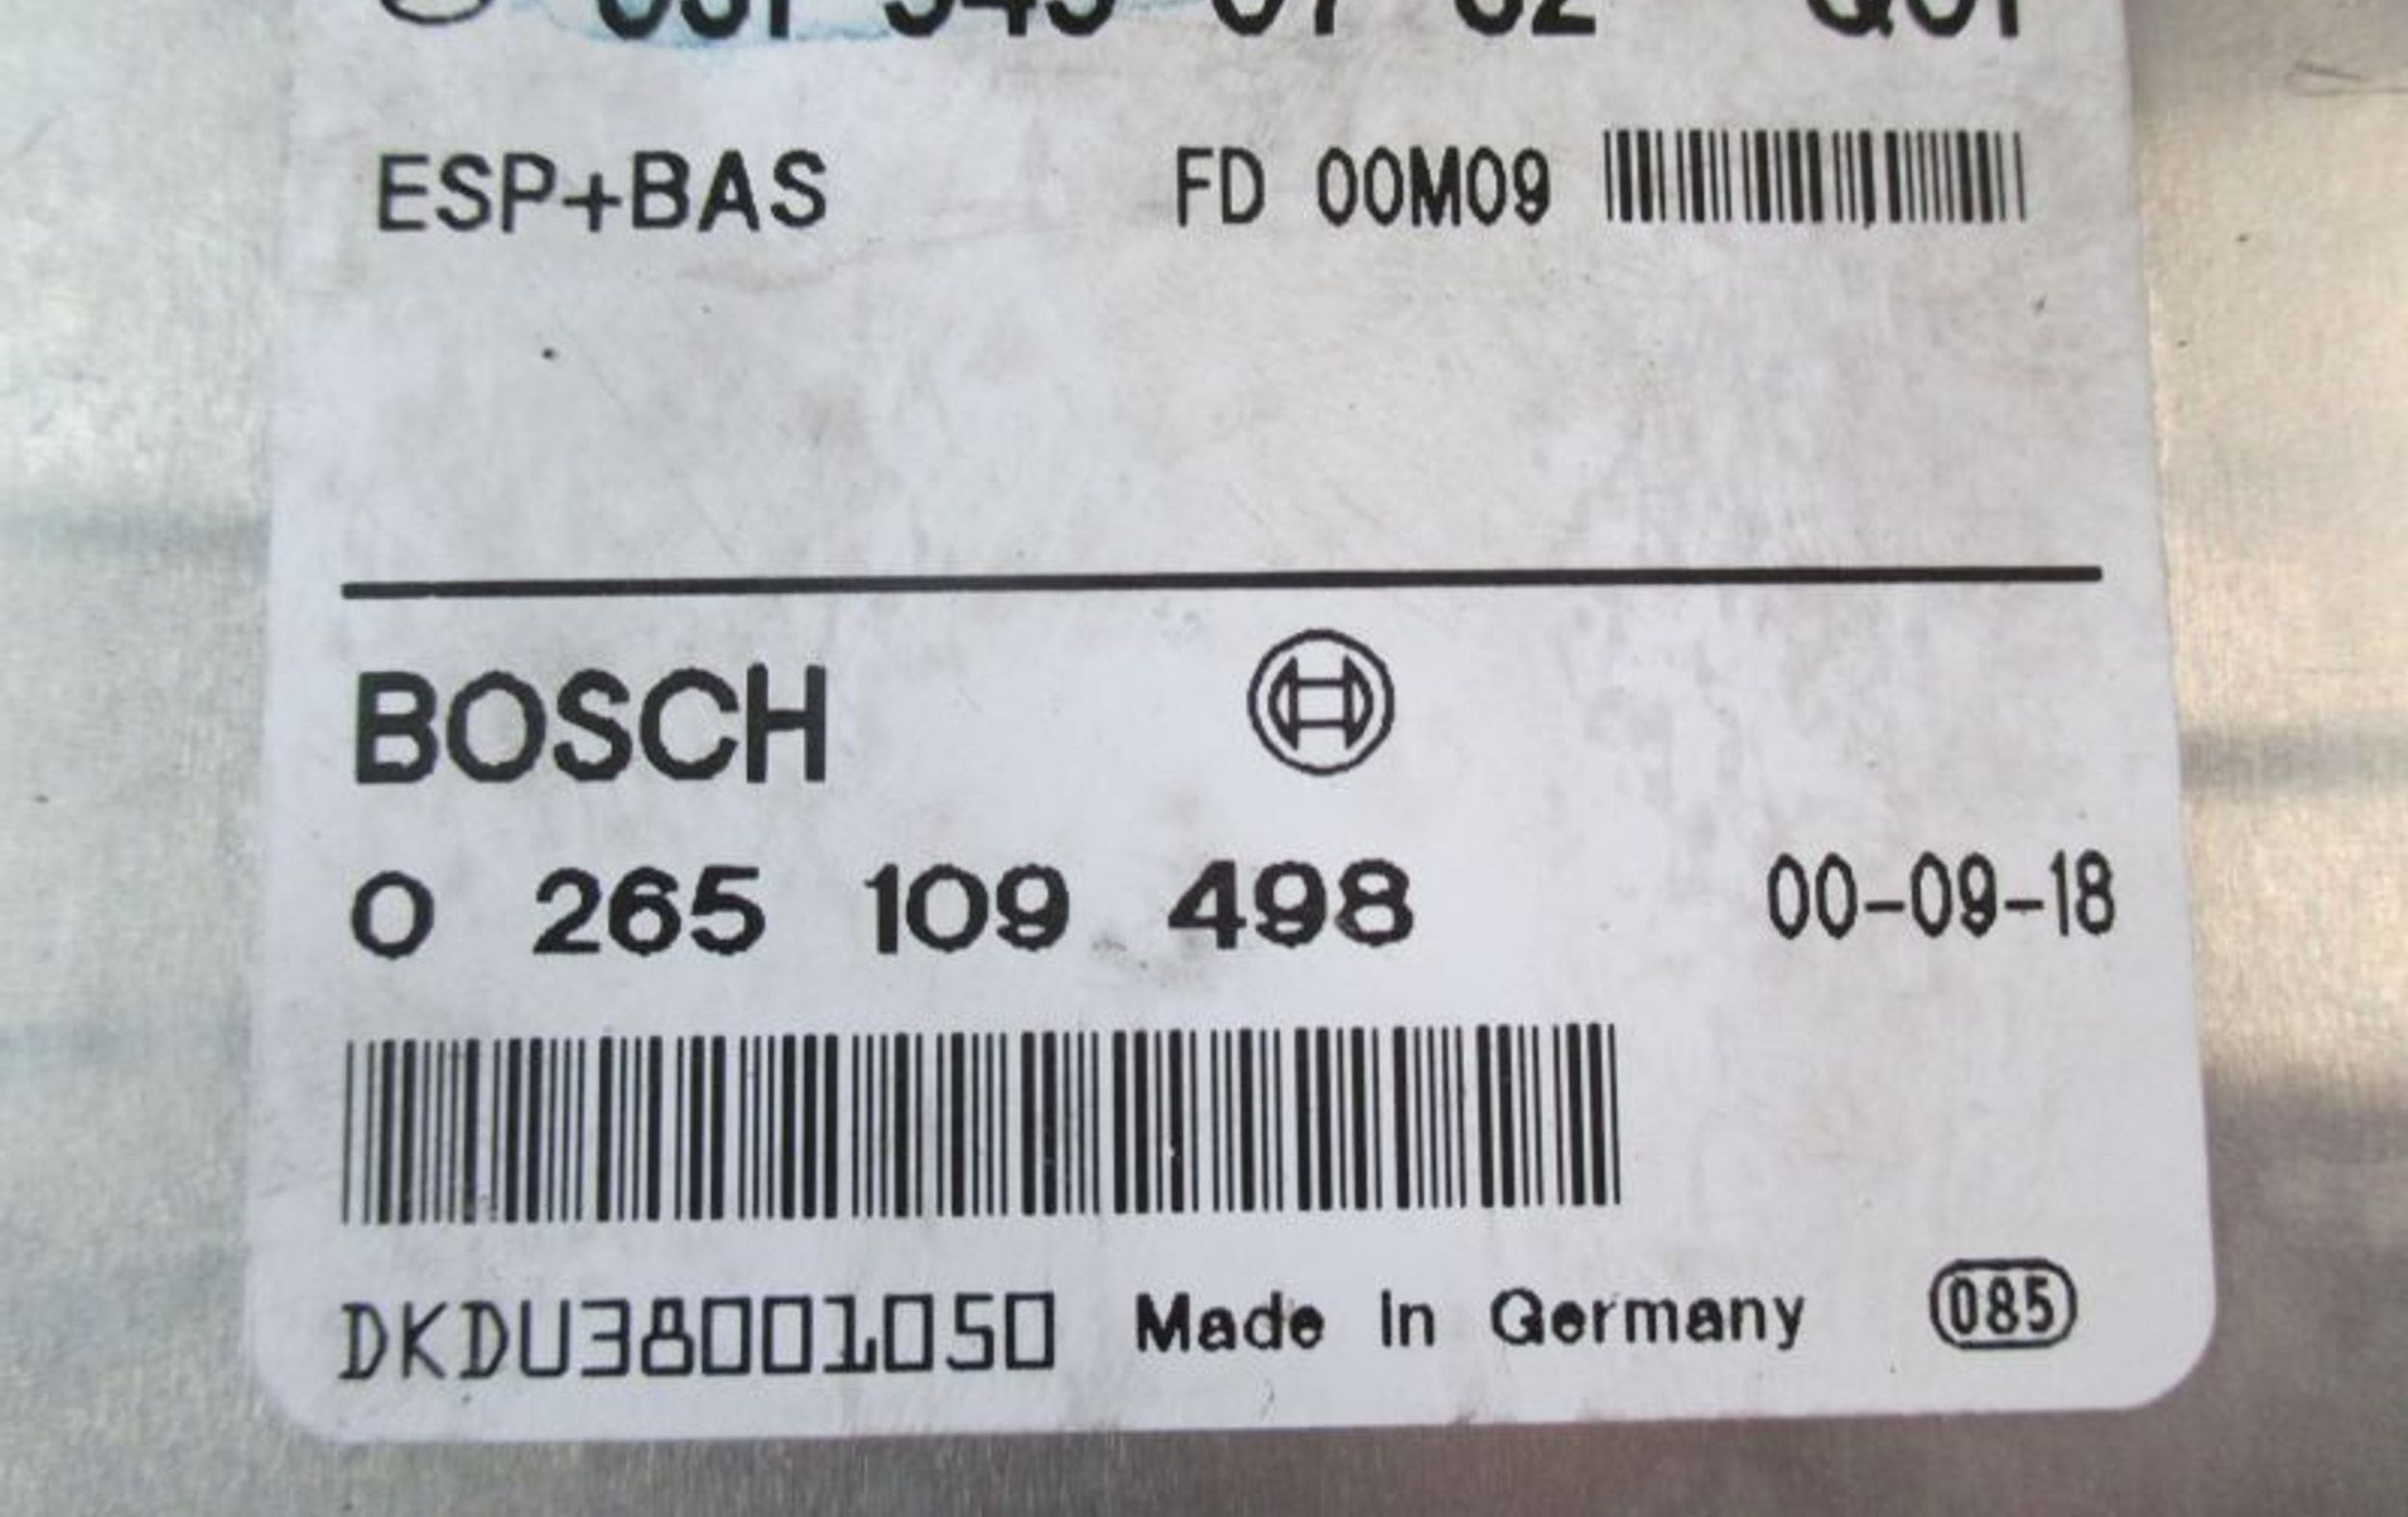 ESP+BAS FD 00M09
BOSCH
0 265 109 498 00-09-18
DKDU38001050 Made In Germany 085